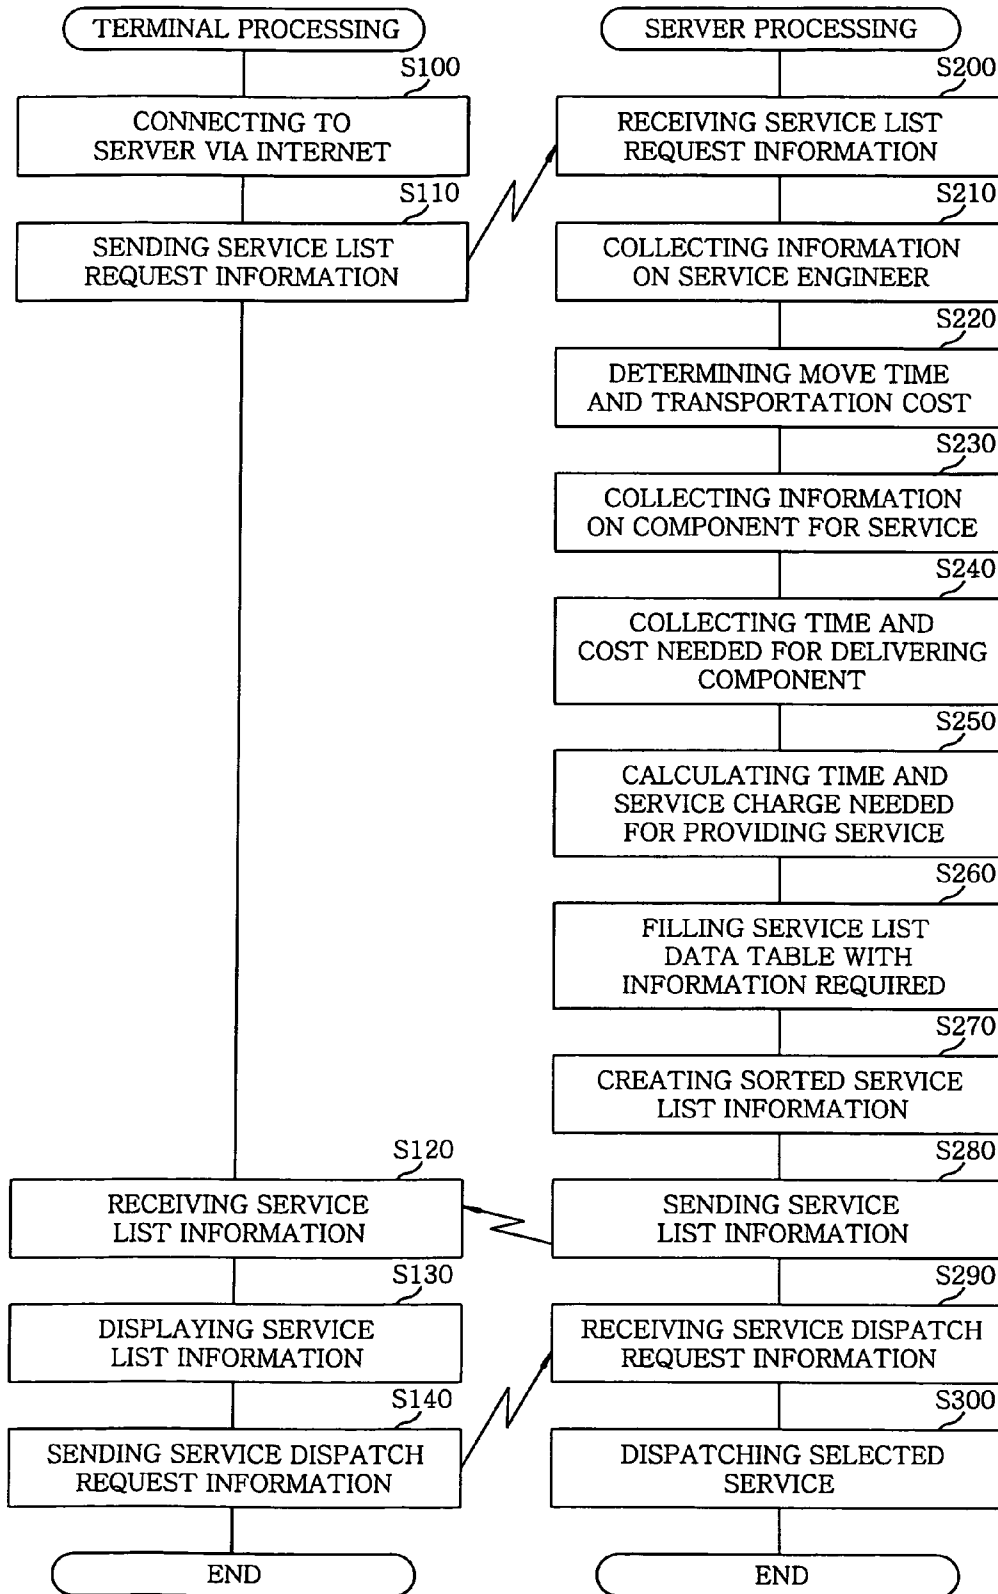 TERMINAL PROCESSING
S100
CONNECTING TO
SERVER VIA INTERNET
S110
SENDING SERVICE LIST
REQUEST INFORMATION
S120
RECEIVING SERVICE
LIST INFORMATION
S130
DISPLAYING SERVICE
LIST INFORMATION
S140
SENDING SERVICE DISPATCH
REQUEST INFORMATION
END
SERVER PROCESSING
S200
RECEIVING SERVICE LIST
REQUEST INFORMATION
S210
COLLECTING INFORMATION
ON SERVICE ENGINEER
S220
DETERMINING MOVE TIME
AND TRANSPORTATION COST
S230
COLLECTING INFORMATION
ON COMPONENT FOR SERVICE
S240
COLLECTING TIME AND
COST NEEDED FOR DELIVERING
COMPONENT
S250
CALCULATING TIME AND
SERVICE CHARGE NEEDED
FOR PROVIDING SERVICE
S260
FILLING SERVICE LIST
DATA TABLE WITH
INFORMATION REQUIRED
S270
CREATING SORTED SERVICE
LIST INFORMATION
S280
SENDING SERVICE
LIST INFORMATION
S290
RECEIVING SERVICE DISPATCH
REQUEST INFORMATION
S300
DISPATCHING SELECTED
SERVICE
END